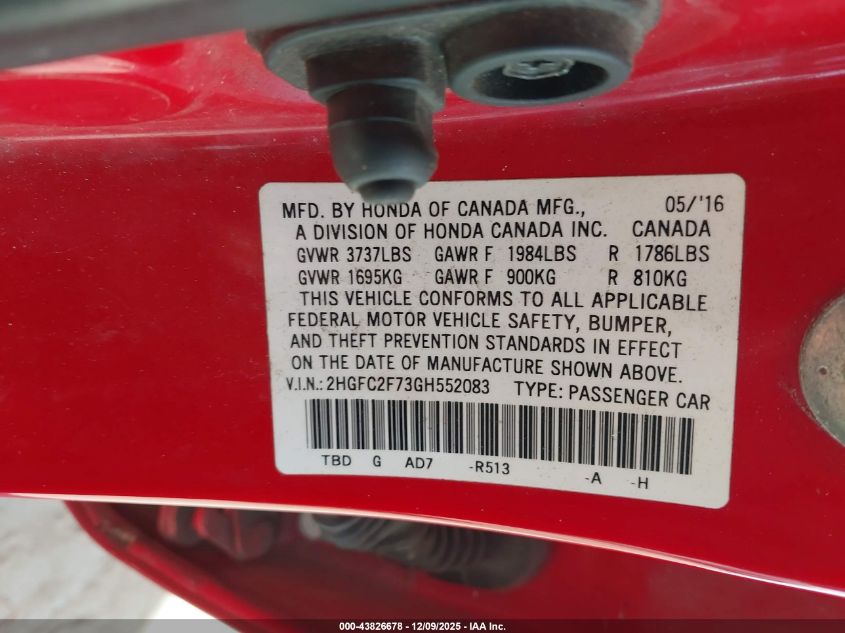 MFD. BY HONDA OF CANADA MFG., 05/'16
A DIVISION OF HONDA CANADA INC. CANADA
GVWR 3737LBS GAWR F 1984LBS R 1786LBS
GVWR 1695KG GAWR F 900KG R 810KG
THIS VEHICLE CONFORMS TO ALL APPLICABLE
FEDERAL MOTOR VEHICLE SAFETY, BUMPER,
AND THEFT PREVENTION STANDARDS IN EFFECT
ON THE DATE OF MANUFACTURE SHOWN ABOVE.
V.I.N.: 2HGFC2F73GH552083 TYPE: PASSENGER CAR
TBD G AD7 -R513 -A -H
000-43826678 - 12/09/2025 - IAA Inc.